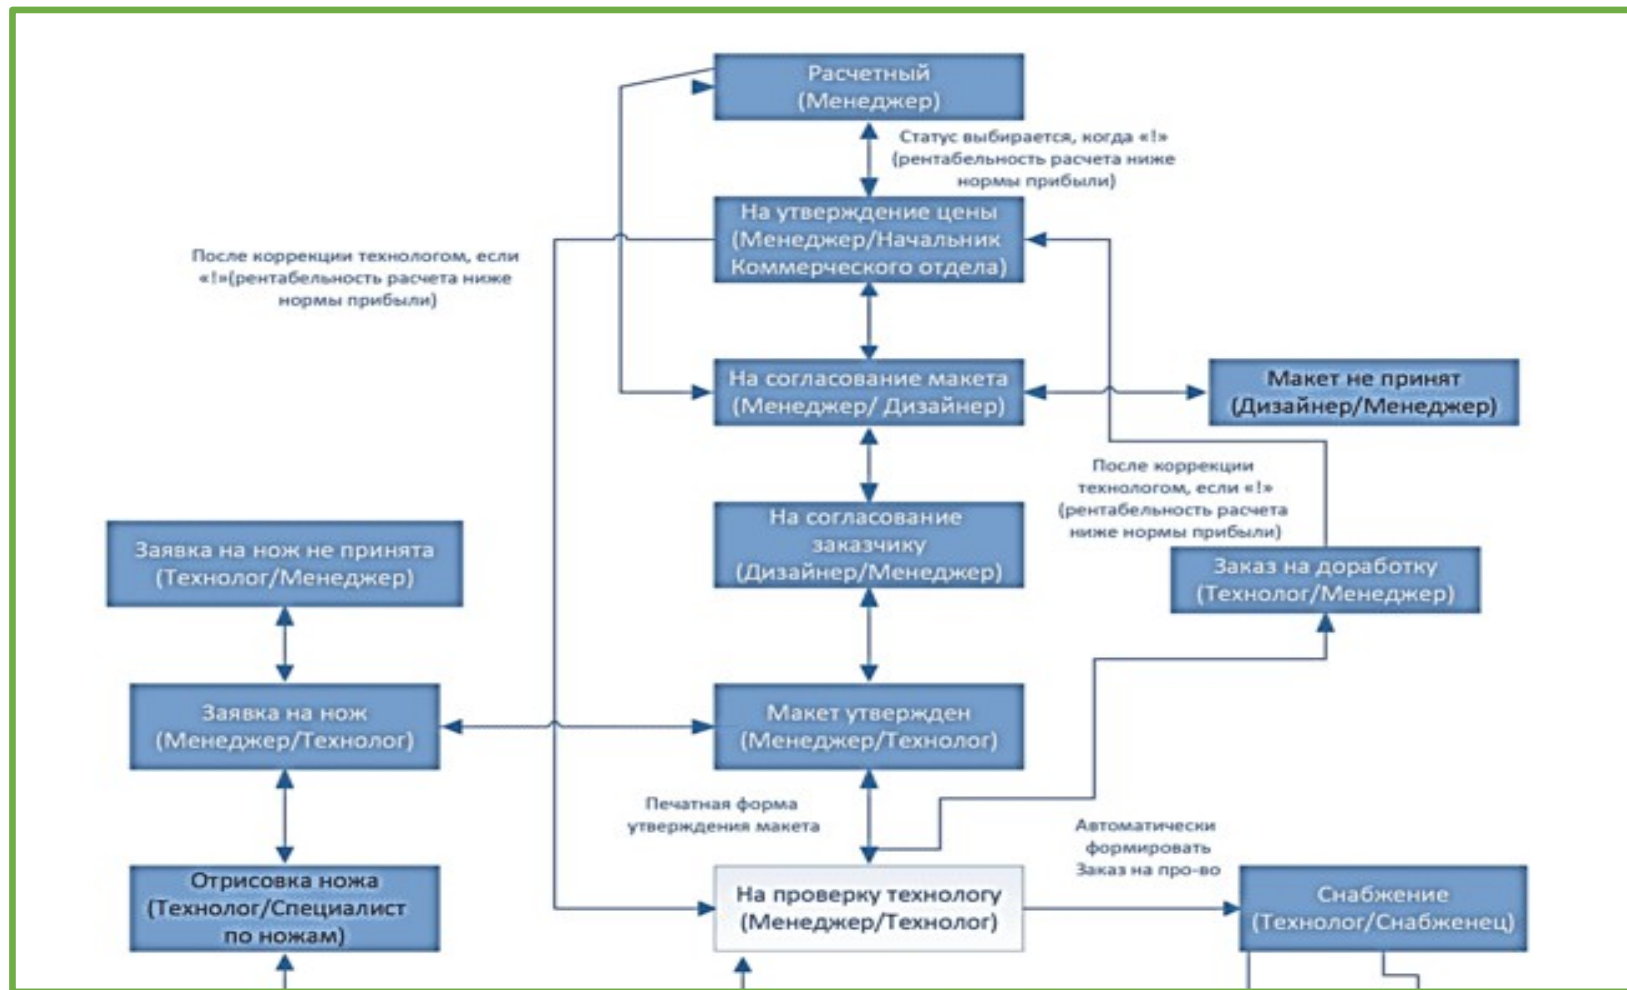 Расчетный
(Менеджер)
Статус выбирается, когда «!»
(рентабельность расчета ниже
нормы прибыли)
На утверждение цены
(Менеджер/Начальник
Коммерческого отдела)
После коррекции технологом, если
«!»(рентабельность расчета ниже
нормы прибыли)
На согласование макета
(Менеджер/ Дизайнер)
Макет не принят
(Дизайнер/Менеджер)
После коррекции
технологом, если «!»
(рентабельность расчета
ниже нормы прибыли)
На согласование
заказчику
(Дизайнер/Менеджер)
Заявка на нож не принята
(Технолог/Менеджер)
Заказ на доработку
(Технолог/Менеджер)
Заявка на нож
(Менеджер/Технолог)
Макет утвержден
(Менеджер/Технолог)
Печатная форма
утверждения макета
Автоматически
формировать
Заказ на про-во
Отрисовка ножа
(Технолог/Специалист
по ножам)
На проверку технологу
(Менеджер/Технолог)
Снабжение
(Технолог/Снабженец)